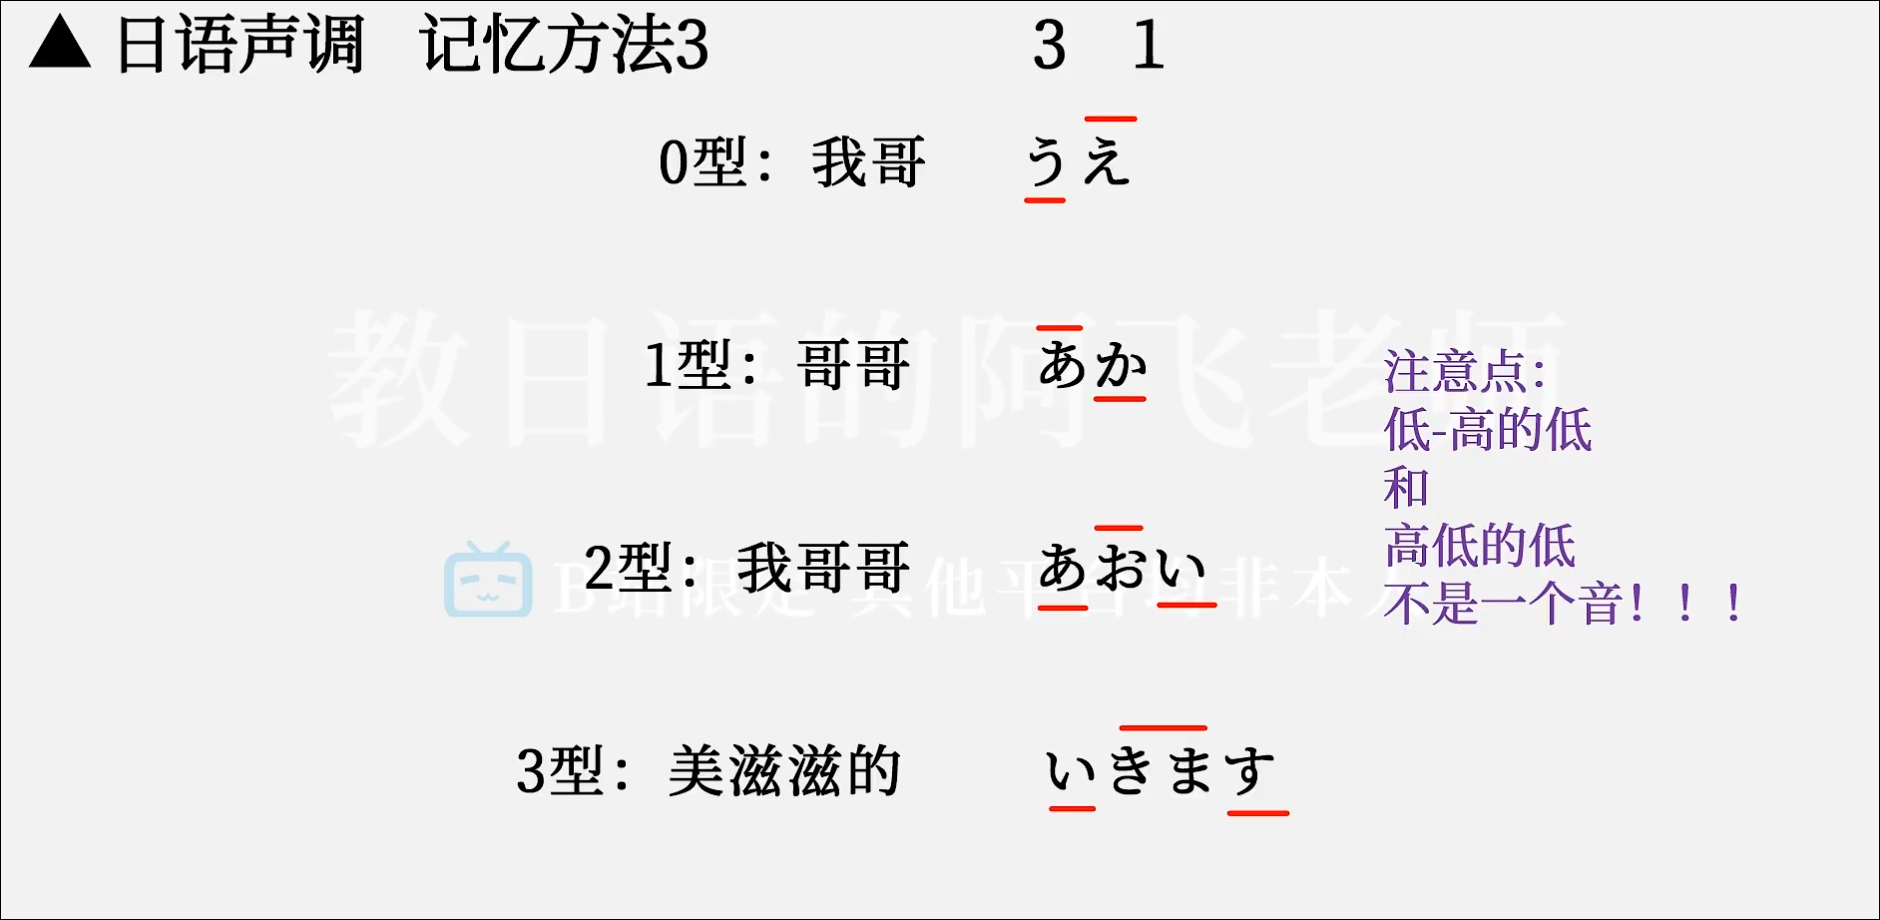 ▲日语声调 记忆方法3 3 1
0型：我哥 うえ
1型：哥哥 あか
2型：我哥哥 あおい
3型：美滋滋的 いきます
注意点：
低-高的低
和
高低的低
不是一个音！！！
教日语的阿飞老师
B站限定 其他平台均非本人